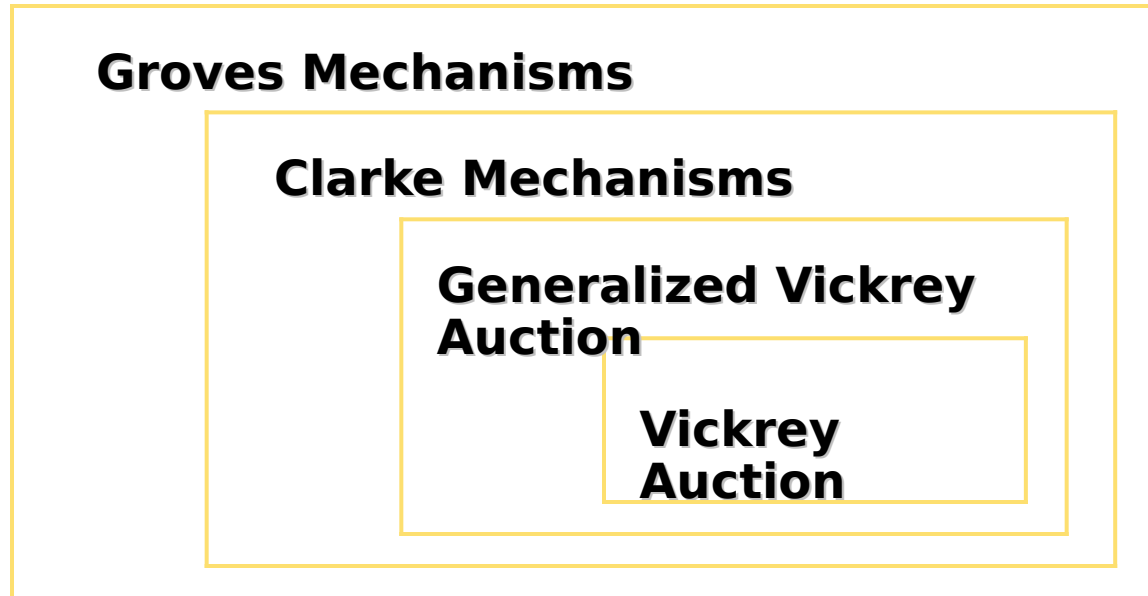 Groves Mechanisms
Clarke Mechanisms
Generalized Vickrey
Auction
Vickrey
Auction